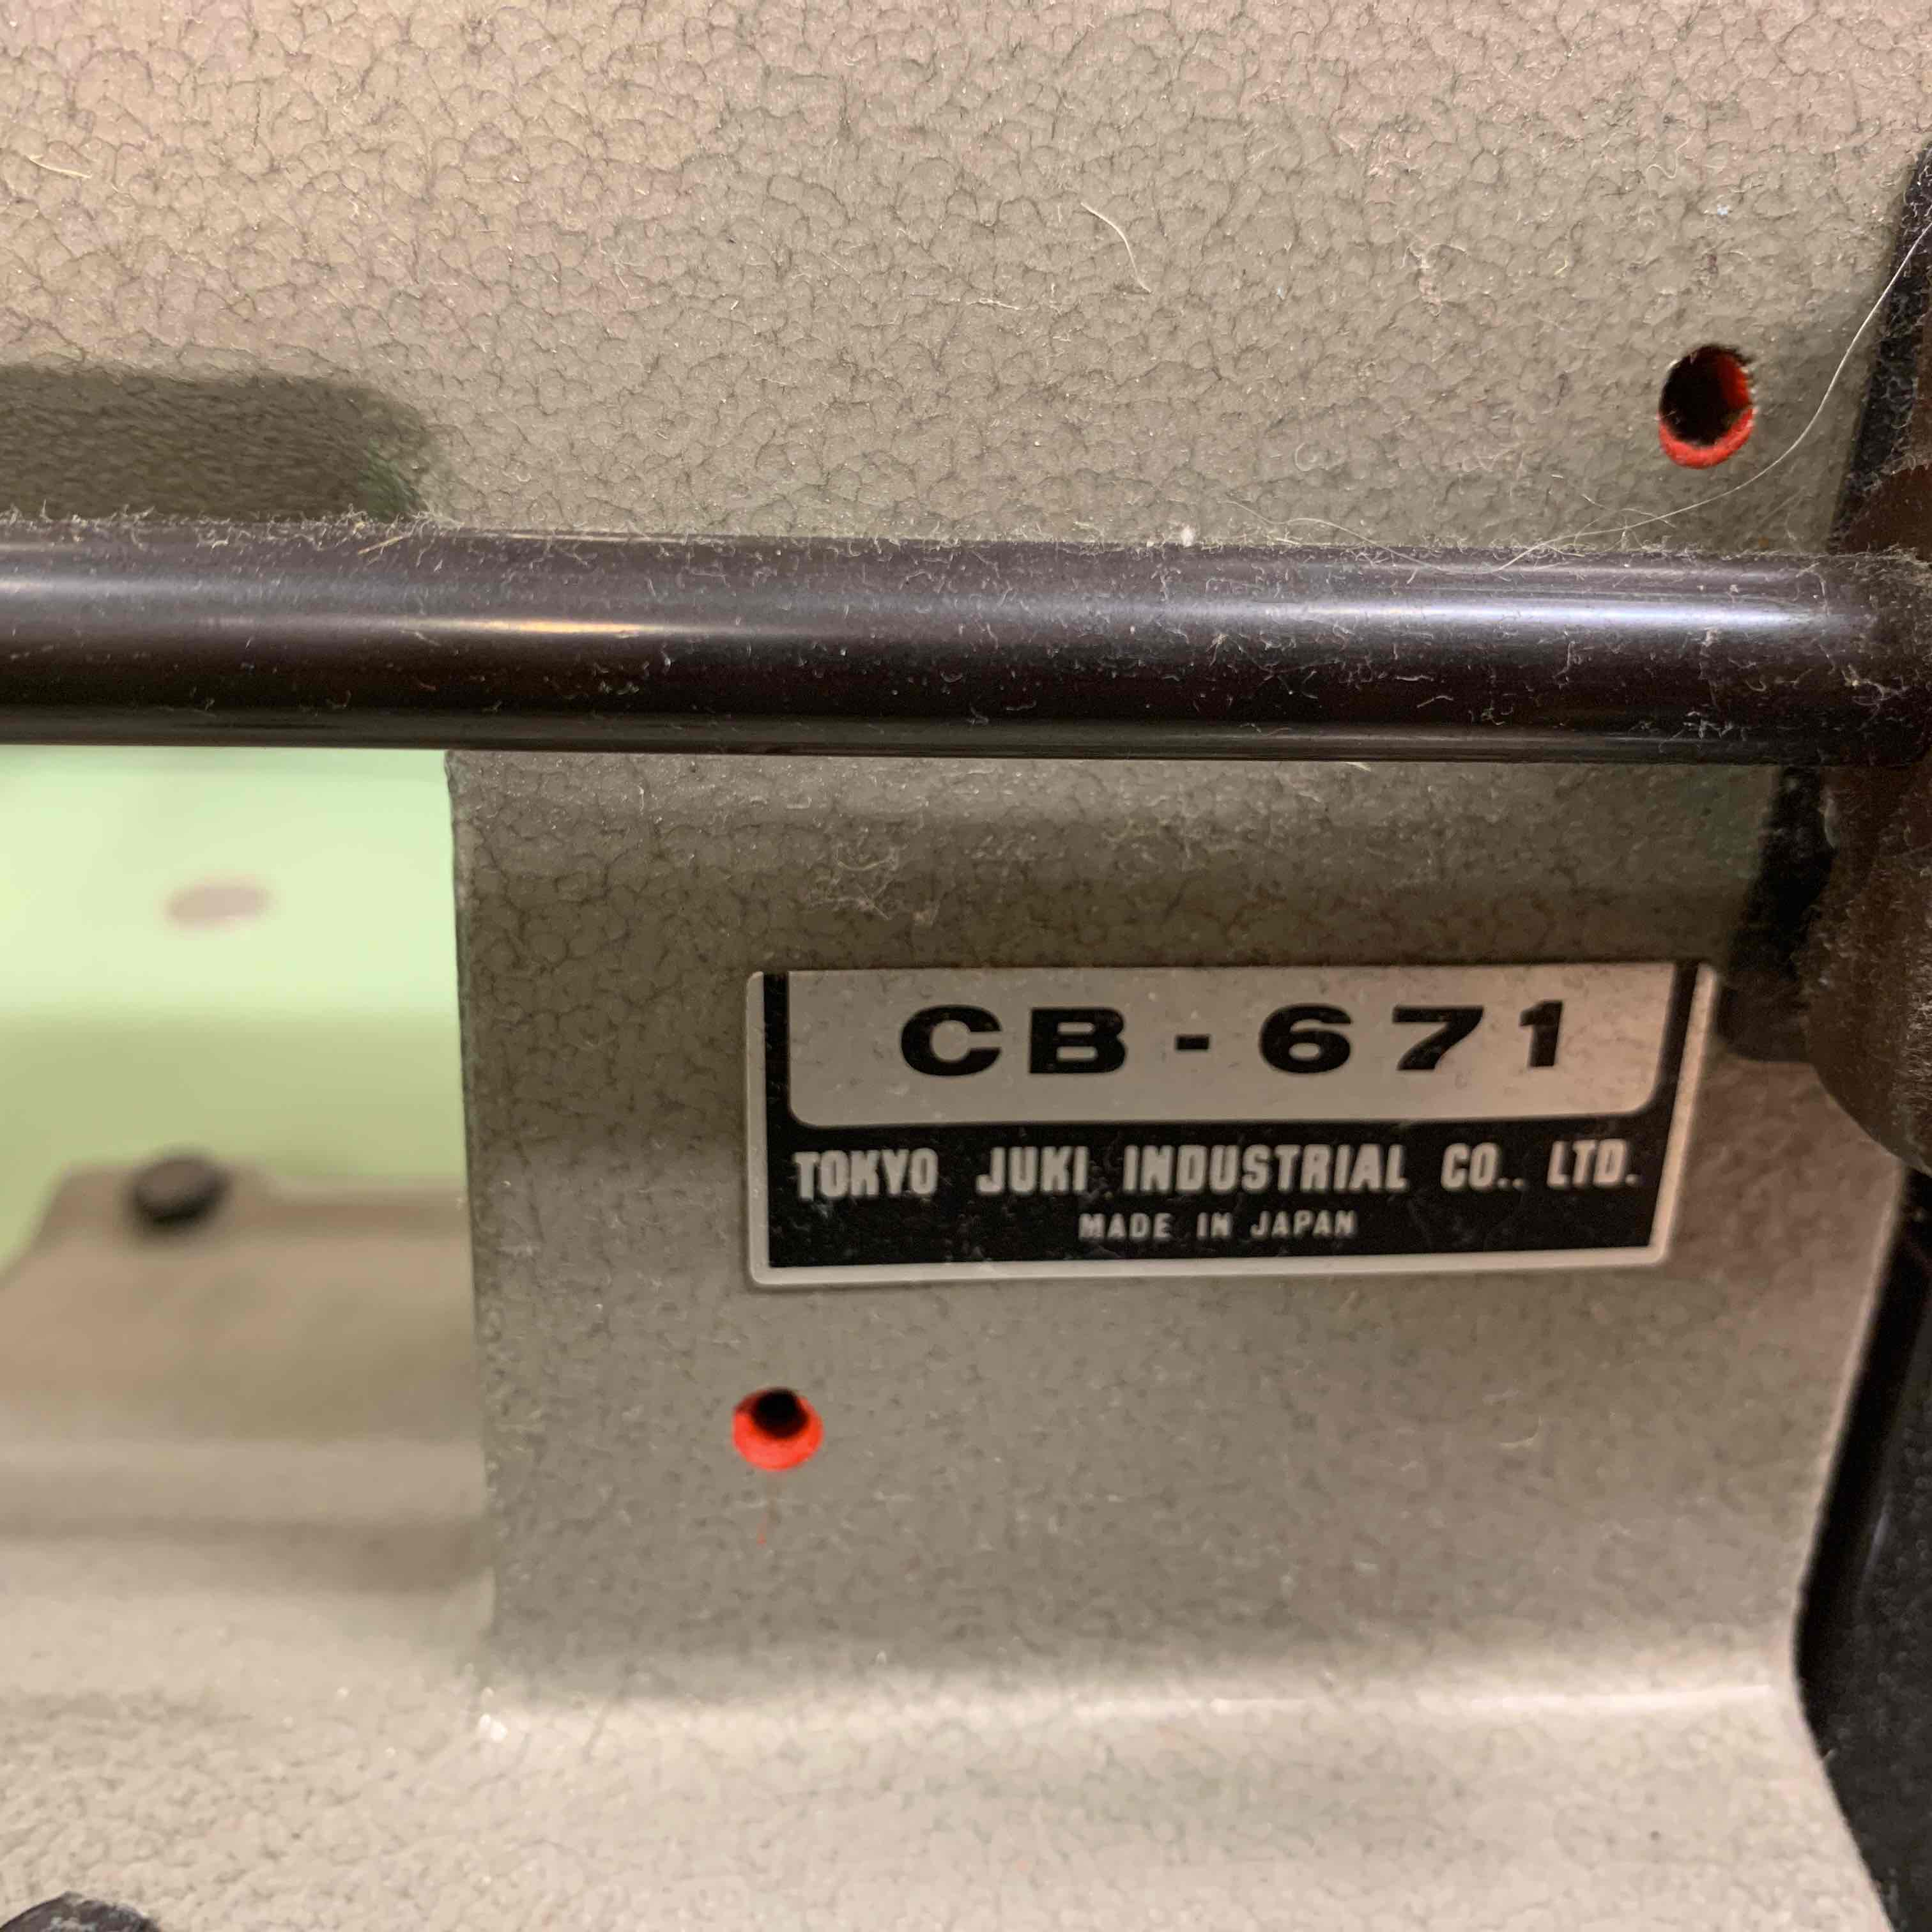 CB-671
TOKYO JUKI INDUSTRIAL CO., LTD.
MADE IN JAPAN